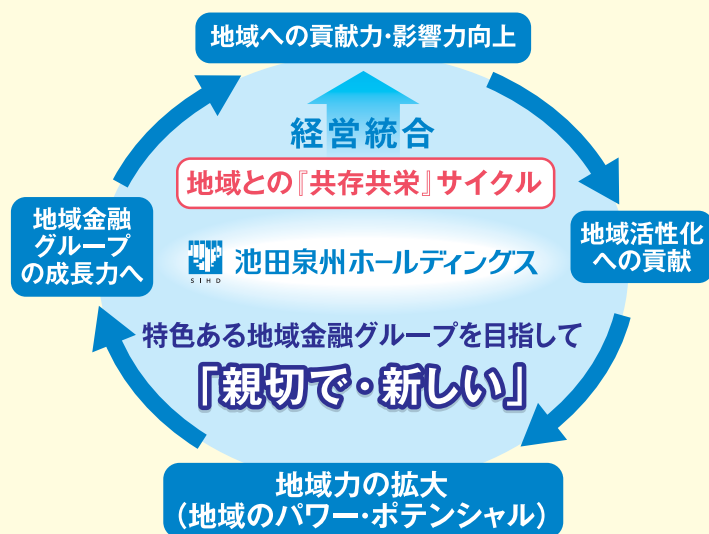 地域への貢献力・影響力向上
経営統合
地域との『共存共栄』サイクル
地域金融
グループ
の成長力へ
地域活性化
への貢献
SIHD
池田泉州ホールディングス
特色ある地域金融グループを目指して
「親切で・新しい」
地域力の拡大
（地域のパワー・ポテンシャル）